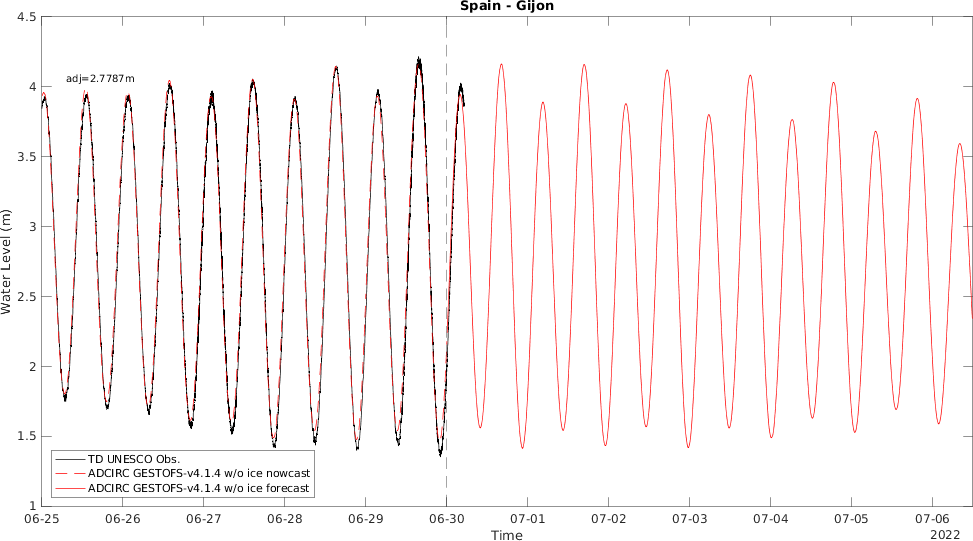 Spain - Gijon
4.5
4
3.5
3
2.5
2
1.5
1
Water Level (m)
adj=2.7787m
TD UNESCO Obs.
ADCIRC GESTOFS-v4.1.4 w/o ice nowcast
ADCIRC GESTOFS-v4.1.4 w/o ice forecast
06-25 06-26 06-27 06-28 06-29 06-30 07-01 07-02 07-03 07-04 07-05 07-06
Time
2022